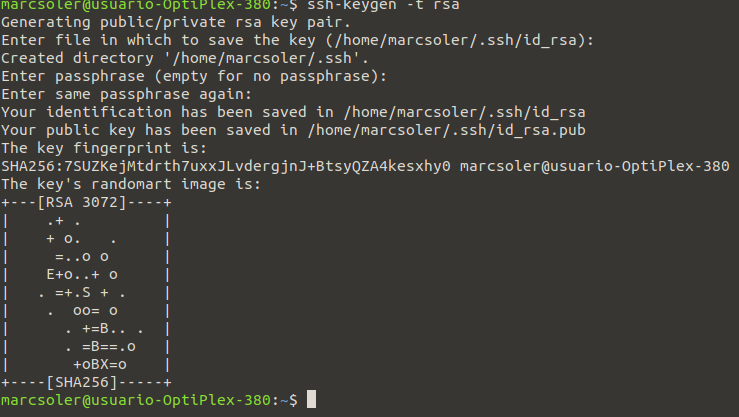 marcsoler@usuario-OptiPlex-380:~$ ssh-keygen -t rsa
Generating public/private rsa key pair.
Enter file in which to save the key (/home/marcsoler/.ssh/id_rsa):
Created directory '/home/marcsoler/.ssh'.
Enter passphrase (empty for no passphrase):
Enter same passphrase again:
Your identification has been saved in /home/marcsoler/.ssh/id_rsa
Your public key has been saved in /home/marcsoler/.ssh/id_rsa.pub
The key fingerprint is:
SHA256:7SUZKejMtdrth7uxxJLvdergjnJ+BtsyQZA4kesxhy0 marcsoler@usuario-OptiPlex-380
The key's randomart image is:
+---[RSA 3072]----+
|    .+ .         |
|    + o.   .     |
|     =..o o      |
|    E+o..+ o     |
|   . =+.S + .    |
|    .  oo= o     |
|      . +=B.. .  |
|      . =B==.o   |
|       +oBX=o    |
+----[SHA256]-----+
marcsoler@usuario-OptiPlex-380:~$